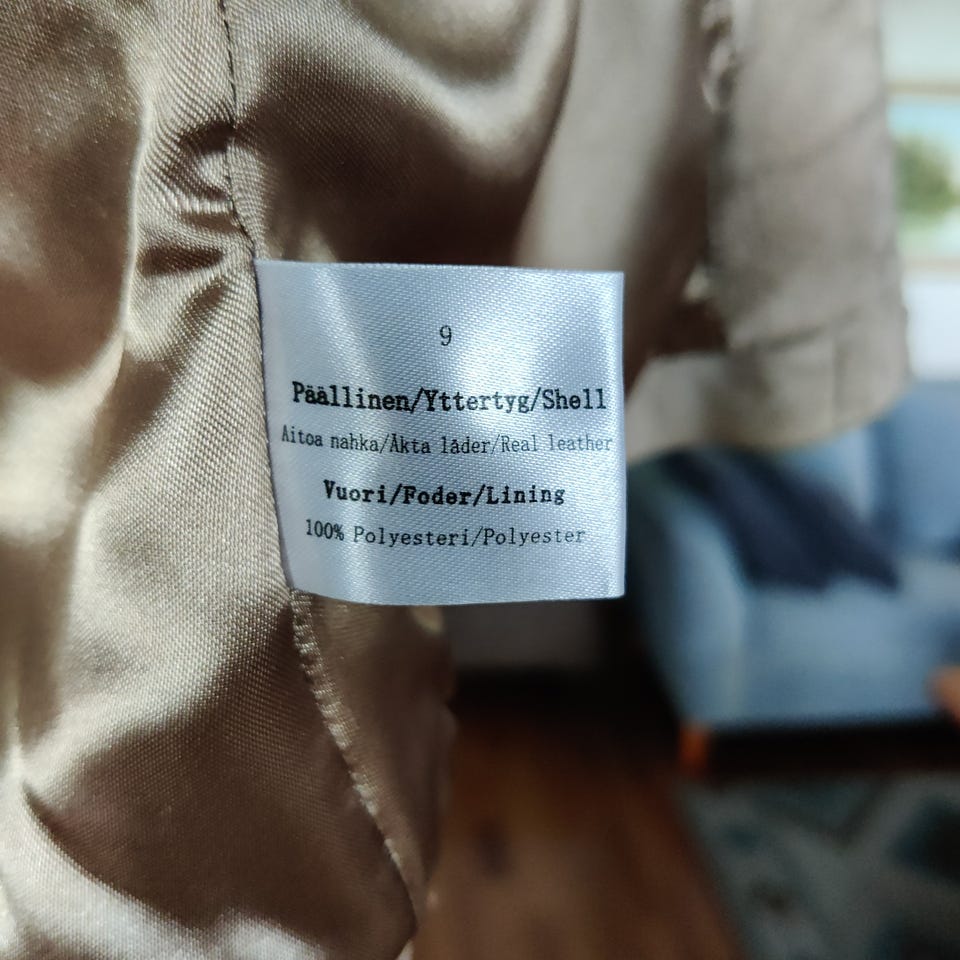 9
Päällinen/Yttertyg/Shell
Aitoa nahka/Äkta läder/Real leather
Vuori/Foder/Lining
100% Polyesteri/Polyester